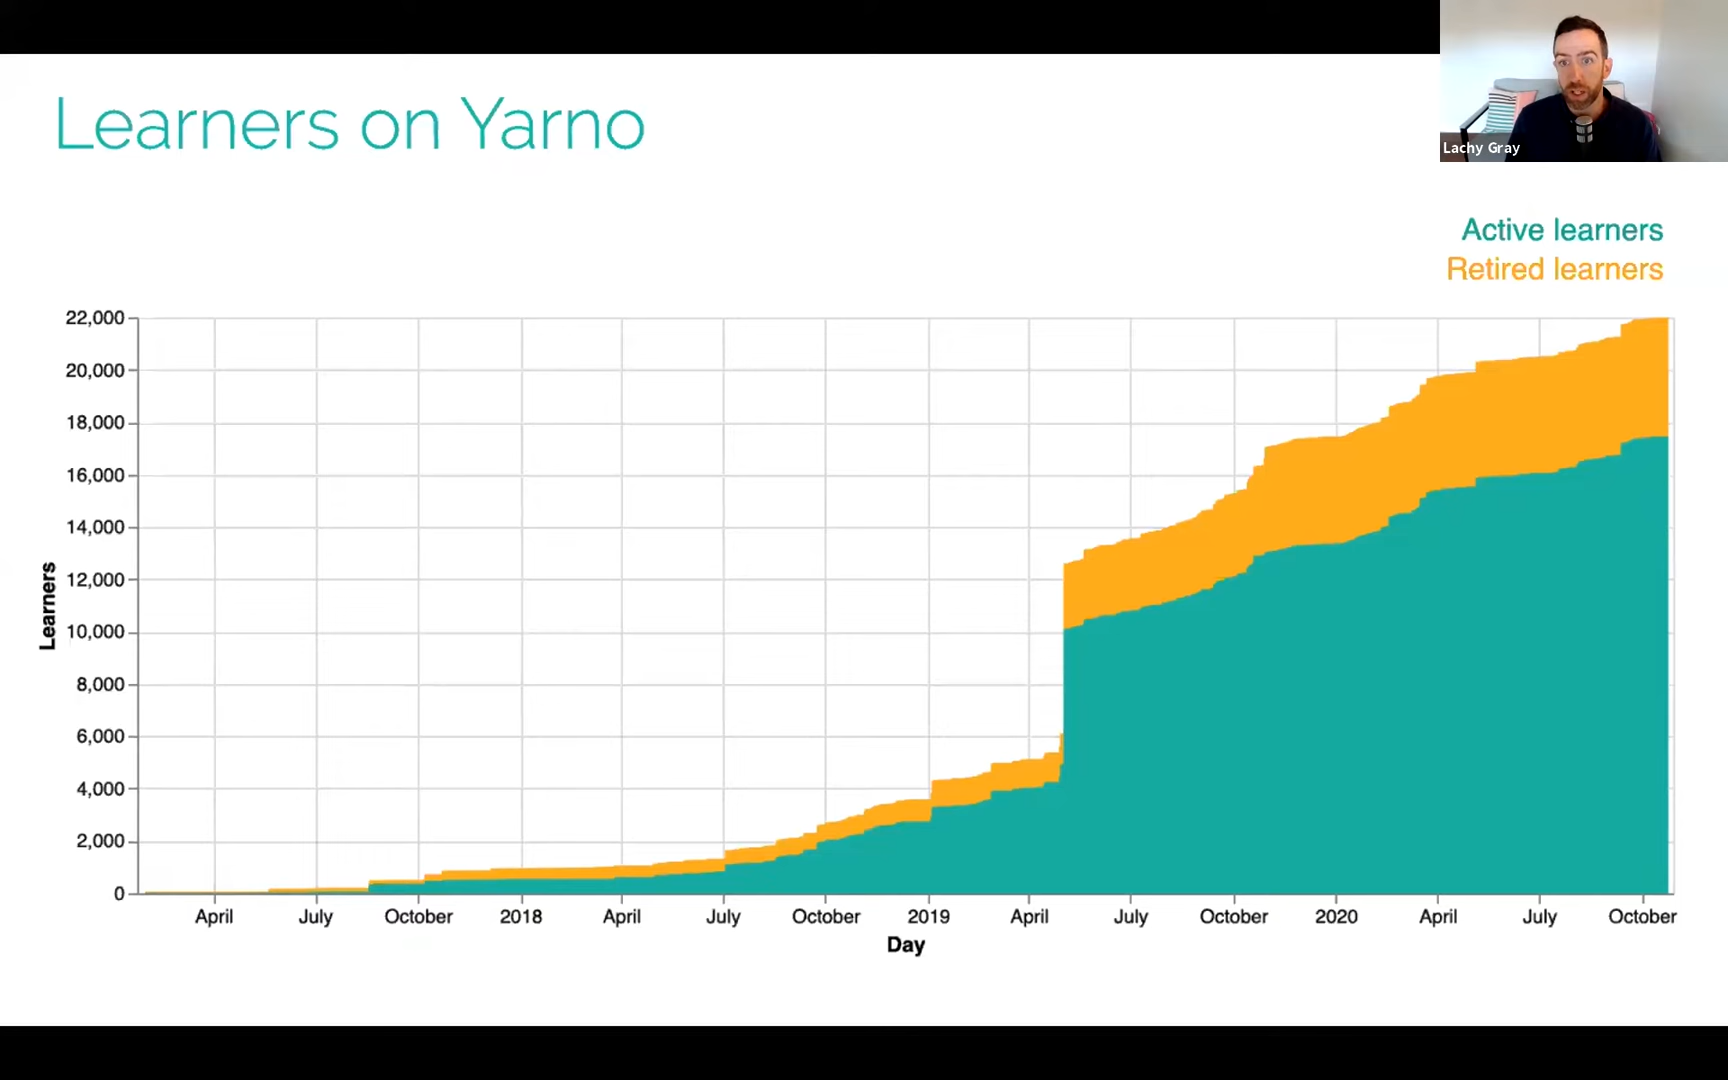 Learners on Yarno
Lachy Gray
Active learners
Retired learners
22,000
20,000
18,000
16,000
14,000
12,000
10,000
8,000
6,000
4,000
2,000
0
Learners
April July October 2018 April July October 2019 April July October 2020 April July October
Day